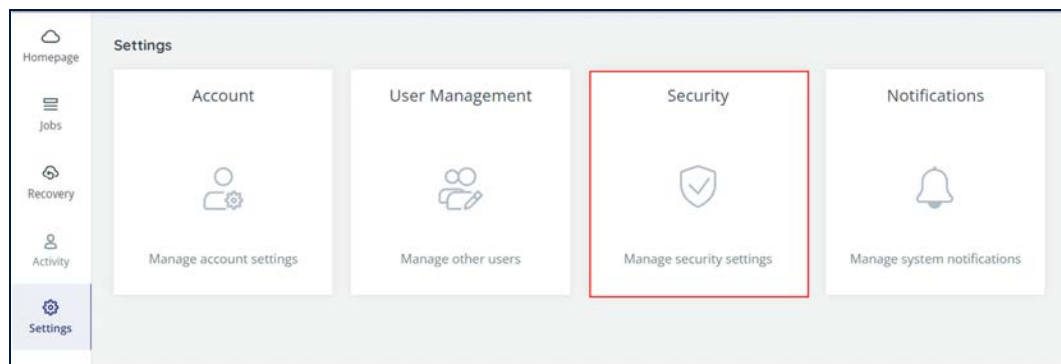 Homepage
Jobs
Recovery
Activity
Settings
Settings
Account
User Management
Security
Notifications
Manage account settings
Manage other users
Manage security settings
Manage system notifications